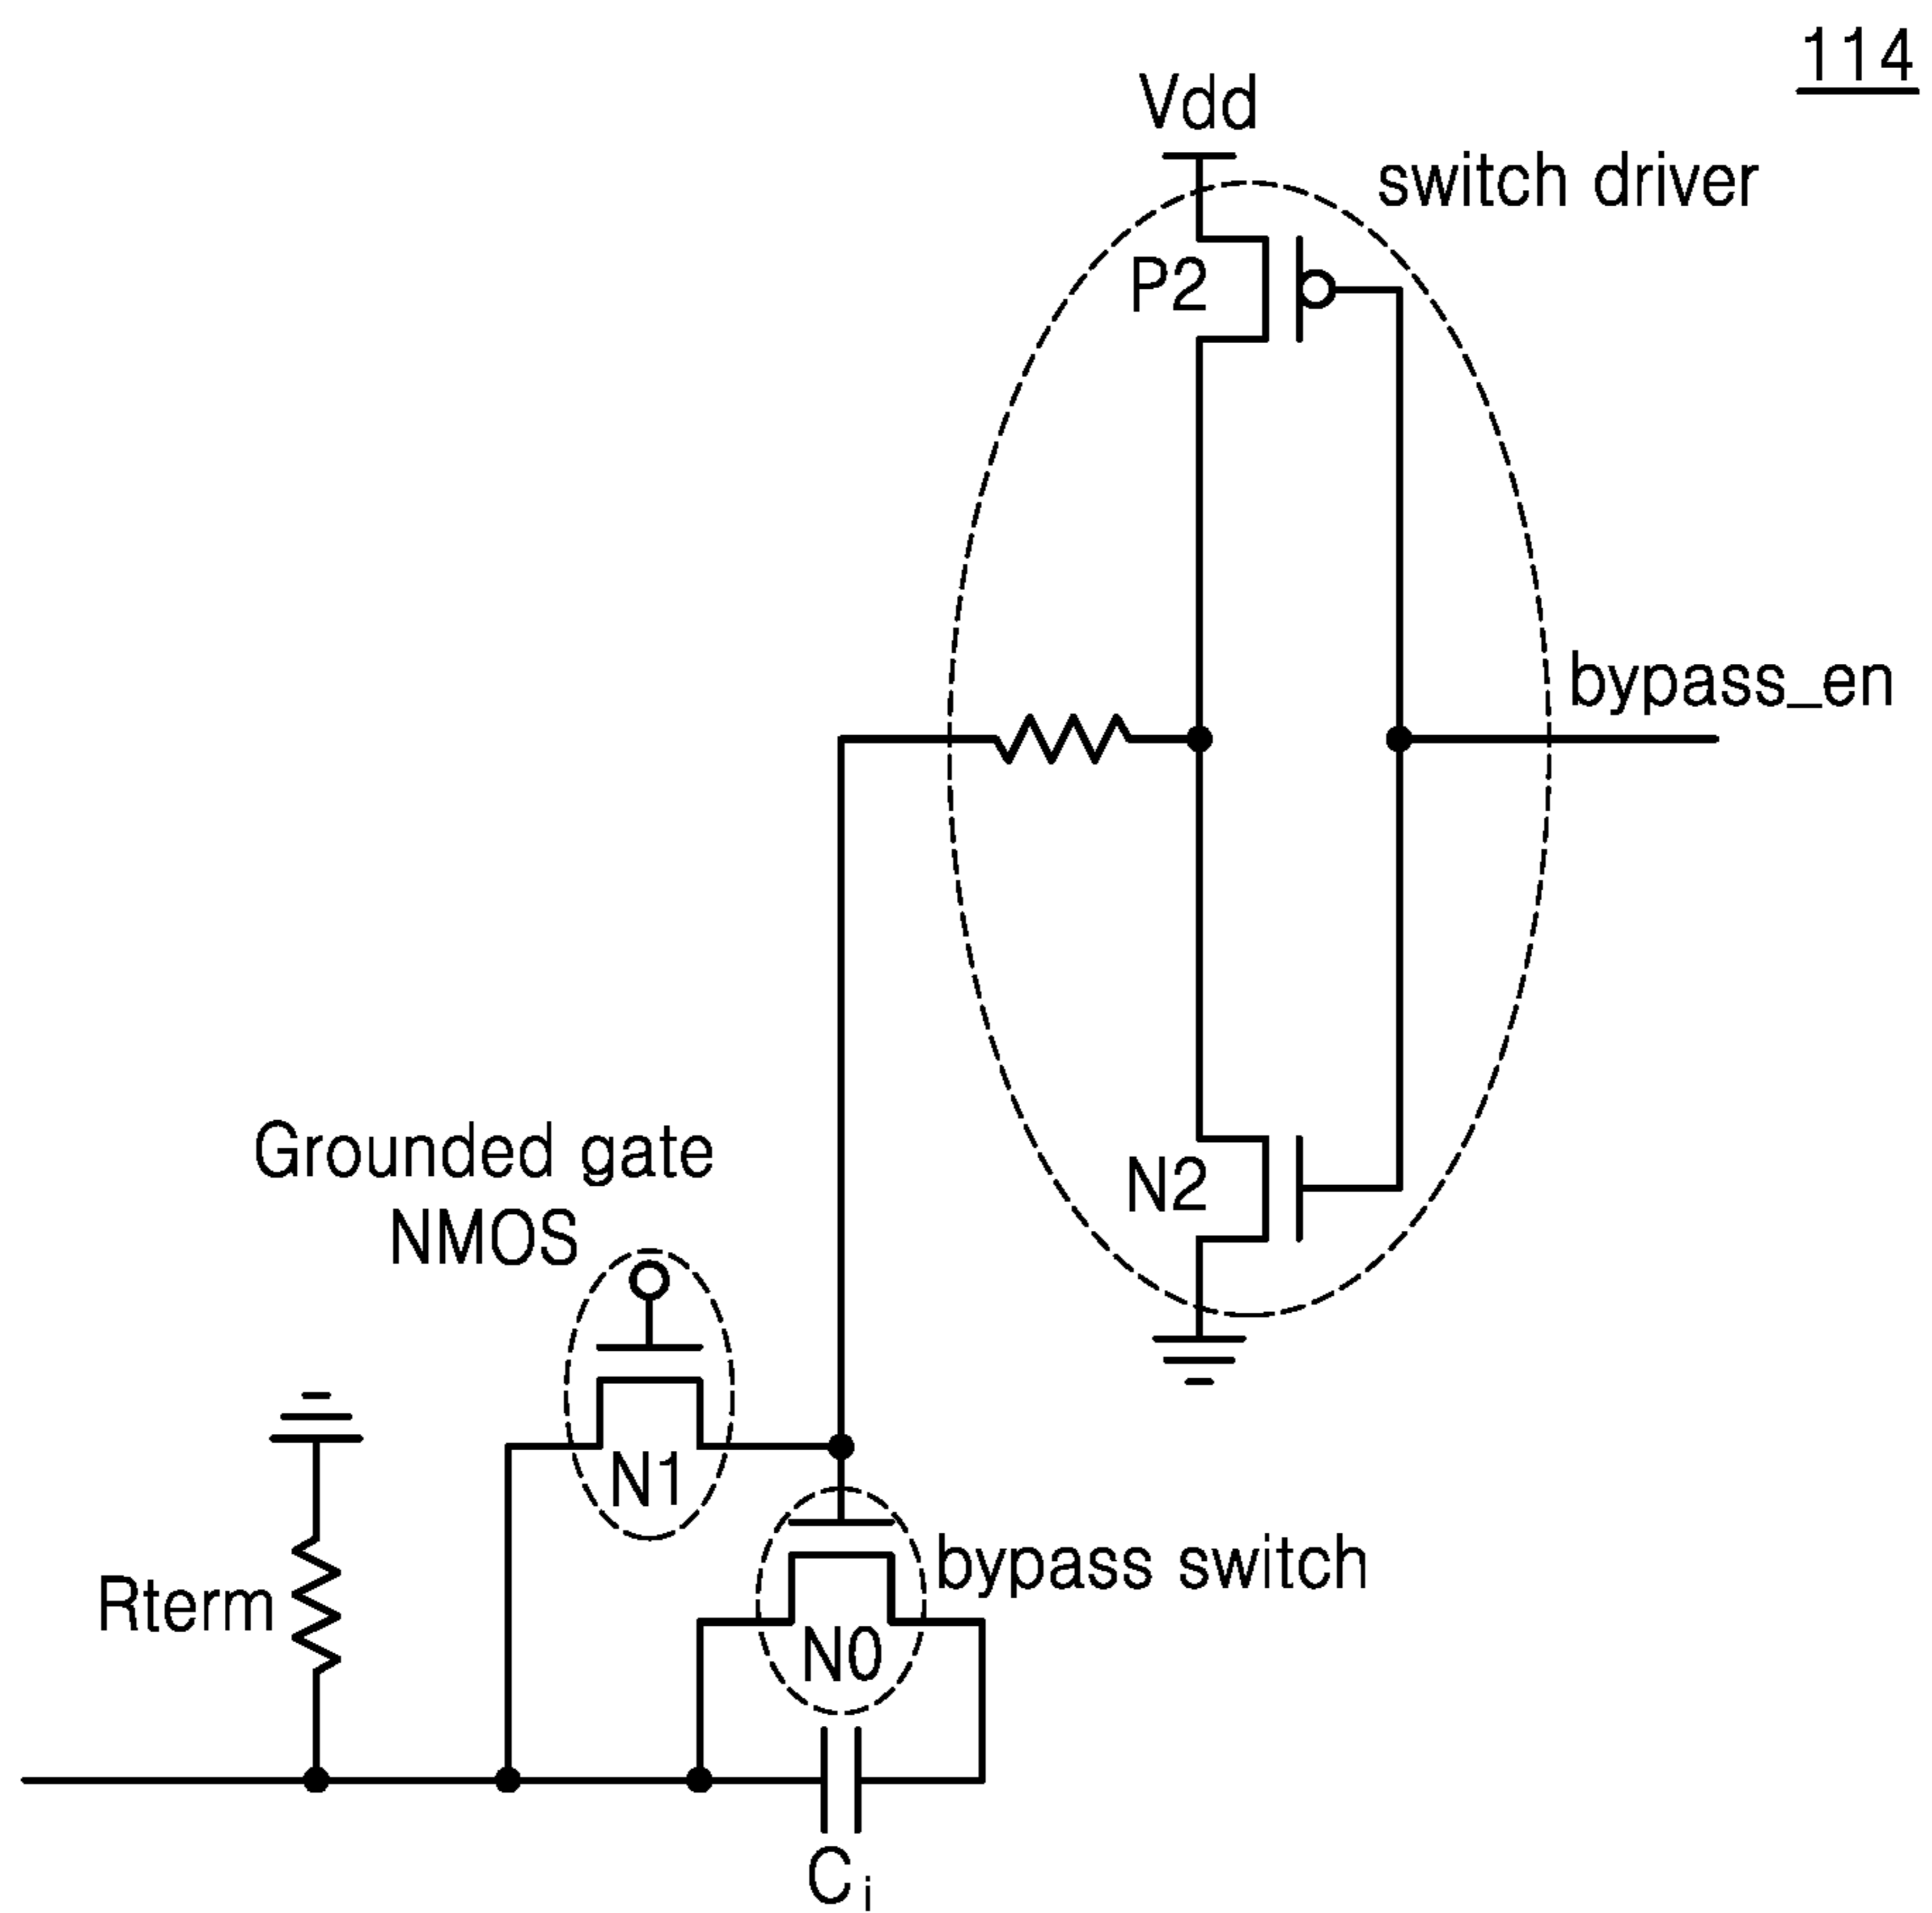 114
Vdd
switch driver
P2
bypass_en
N2
Grounded gate
NMOS
N1
bypass switch
Rterm
N0
Ci